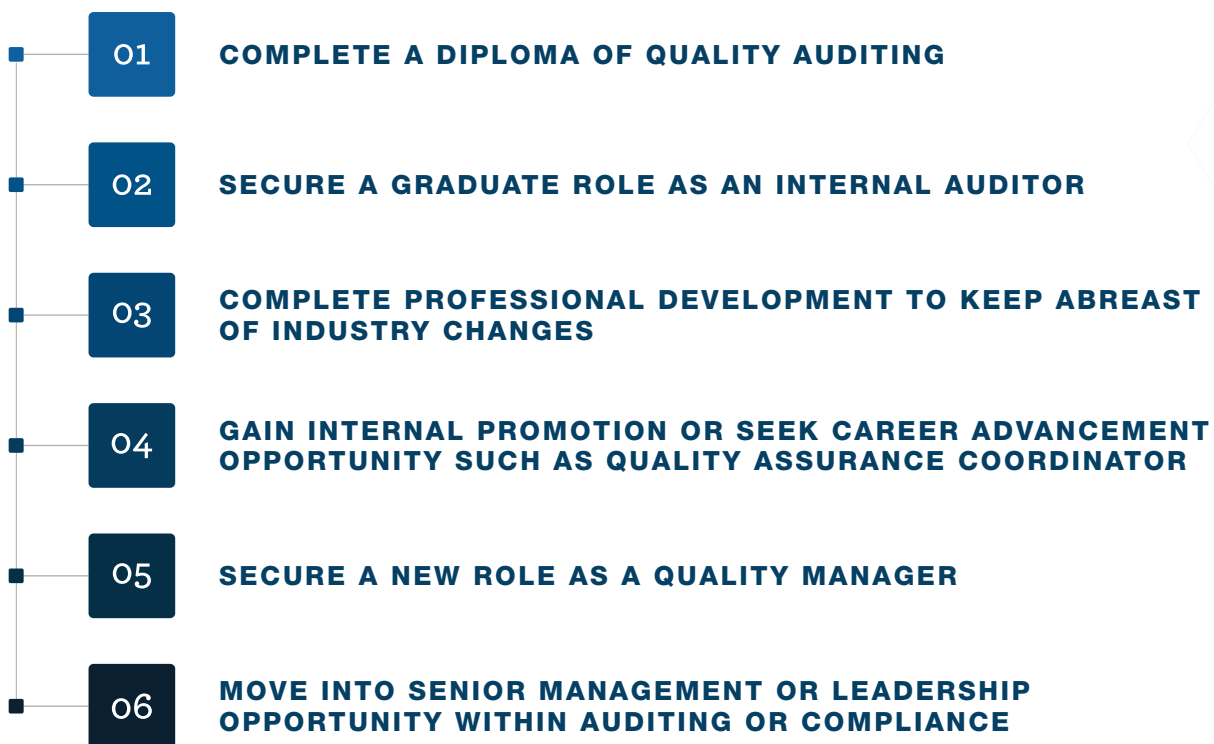 01
COMPLETE A DIPLOMA OF QUALITY AUDITING
02
SECURE A GRADUATE ROLE AS AN INTERNAL AUDITOR
03
COMPLETE PROFESSIONAL DEVELOPMENT TO KEEP ABREAST
OF INDUSTRY CHANGES
04
GAIN INTERNAL PROMOTION OR SEEK CAREER ADVANCEMENT
OPPORTUNITY SUCH AS QUALITY ASSURANCE COORDINATOR
05
SECURE A NEW ROLE AS A QUALITY MANAGER
06
MOVE INTO SENIOR MANAGEMENT OR LEADERSHIP
OPPORTUNITY WITHIN AUDITING OR COMPLIANCE